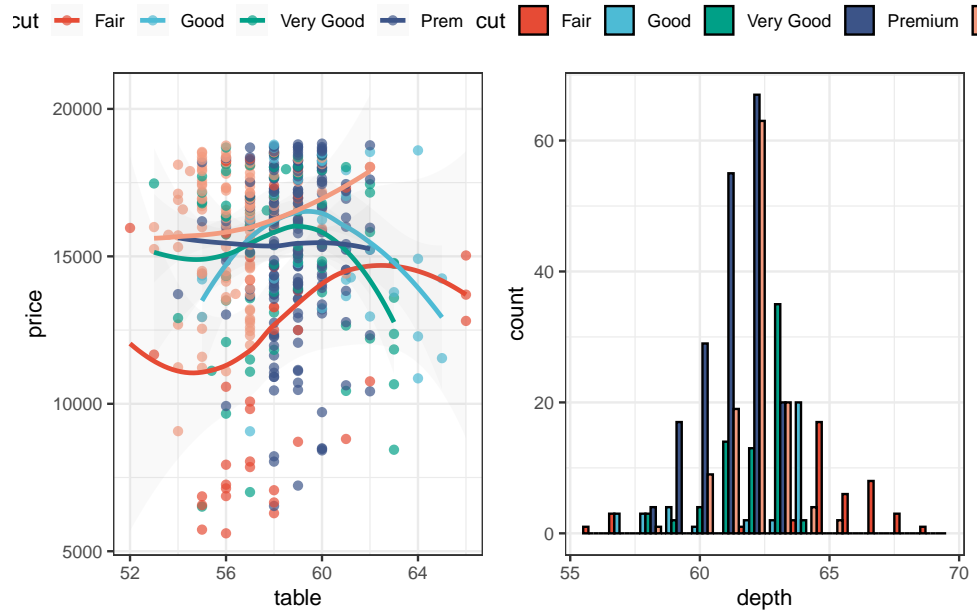 cut Fair Good Very Good Prem
cut Fair Good Very Good Premium
20000
15000
10000
5000
price
52 56 60 64
table
60
40
20
0
count
55 60 65 70
depth